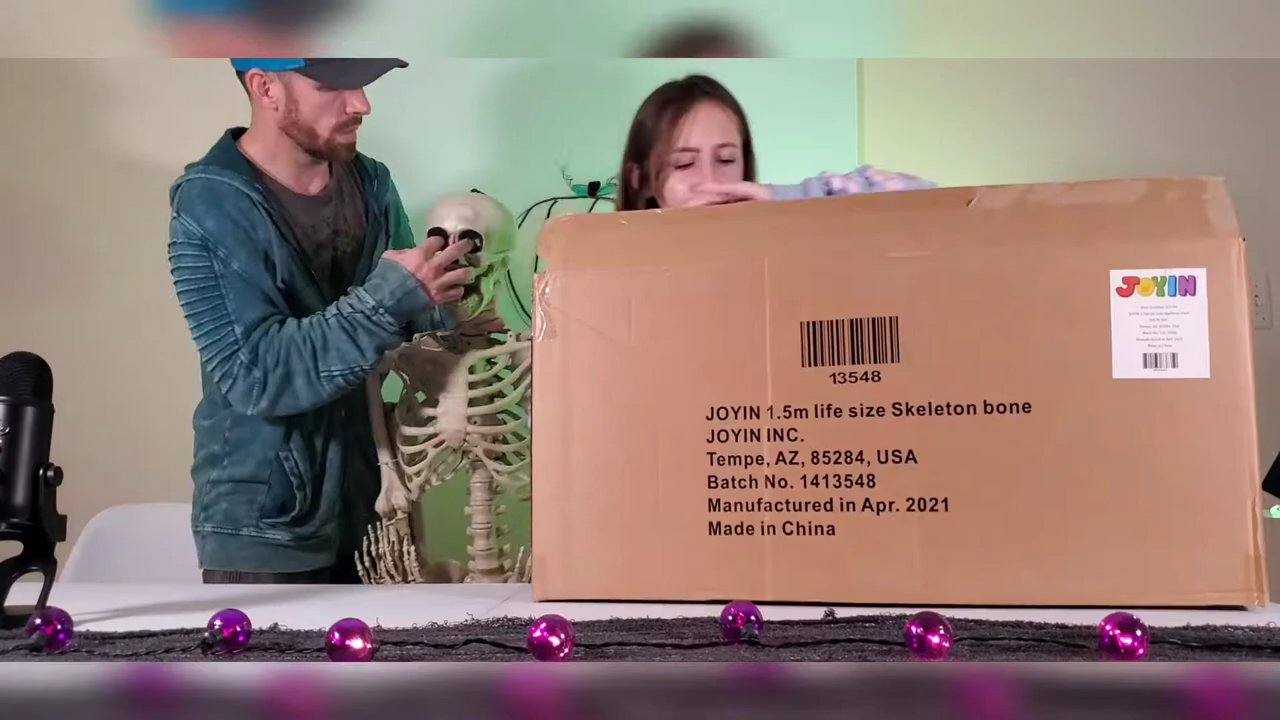 JOYIN
13548
JOYIN 1.5m life size Skeleton bone
JOYIN INC.
Tempe, AZ, 85284, USA
Batch No. 1413548
Manufactured in Apr. 2021
Made in China